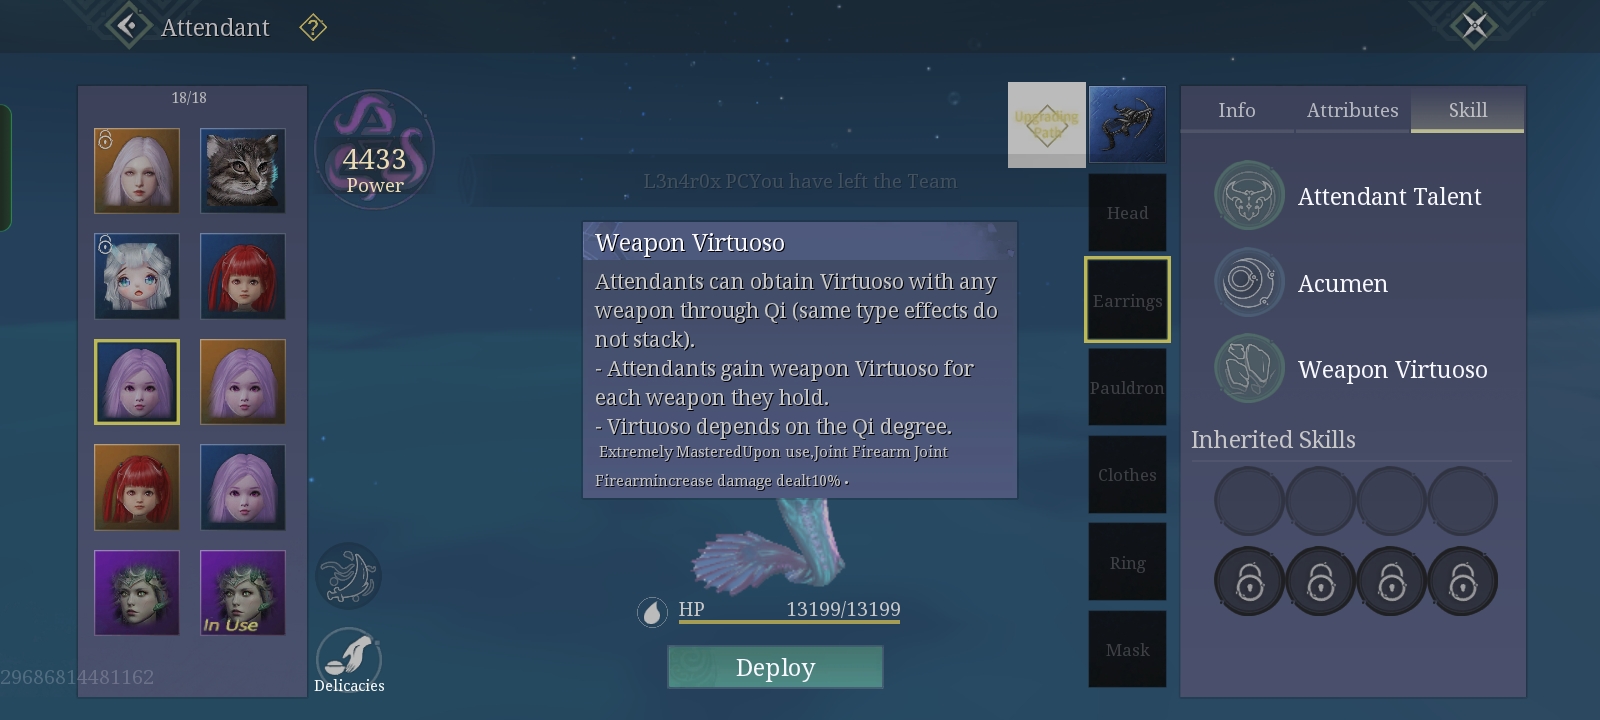 Attendant
?
18/18
4433
Power
Upgrading
Path
L3n4r0x PCYou have left the Team
Info
Attributes
Skill
Attendant Talent
Acumen
Weapon Virtuoso
Inherited Skills
Head
Earrings
Pauldron
Clothes
Ring
Mask
Weapon Virtuoso
Attendants can obtain Virtuoso with any
weapon through Qi (same type effects do
not stack).
- Attendants gain weapon Virtuoso for
each weapon they hold.
- Virtuoso depends on the Qi degree.
Extremely MasteredUpon use,Joint Firearm Joint
Firearmincrease damage dealt10%
HP
13199/13199
Deploy
In Use
Delicacies
29686814481162